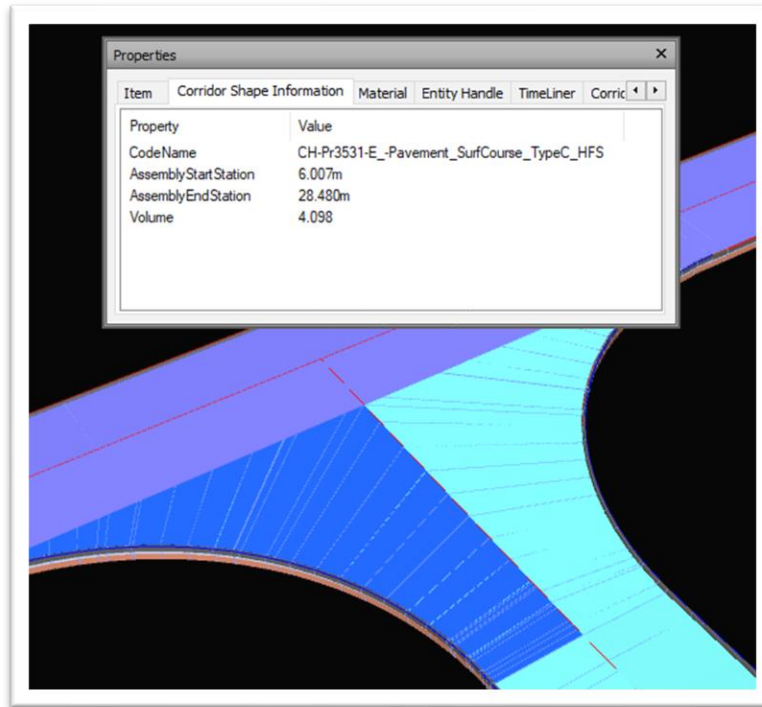 Properties
Item Corridor Shape Information Material Entity Handle TimeLiner Corric
Property Value
CodeName CH-Pr3531-E_-Pavement_SurfCourse_TypeC_HFS
AssemblyStartStation 6.007m
AssemblyEndStation 28.480m
Volume 4.098